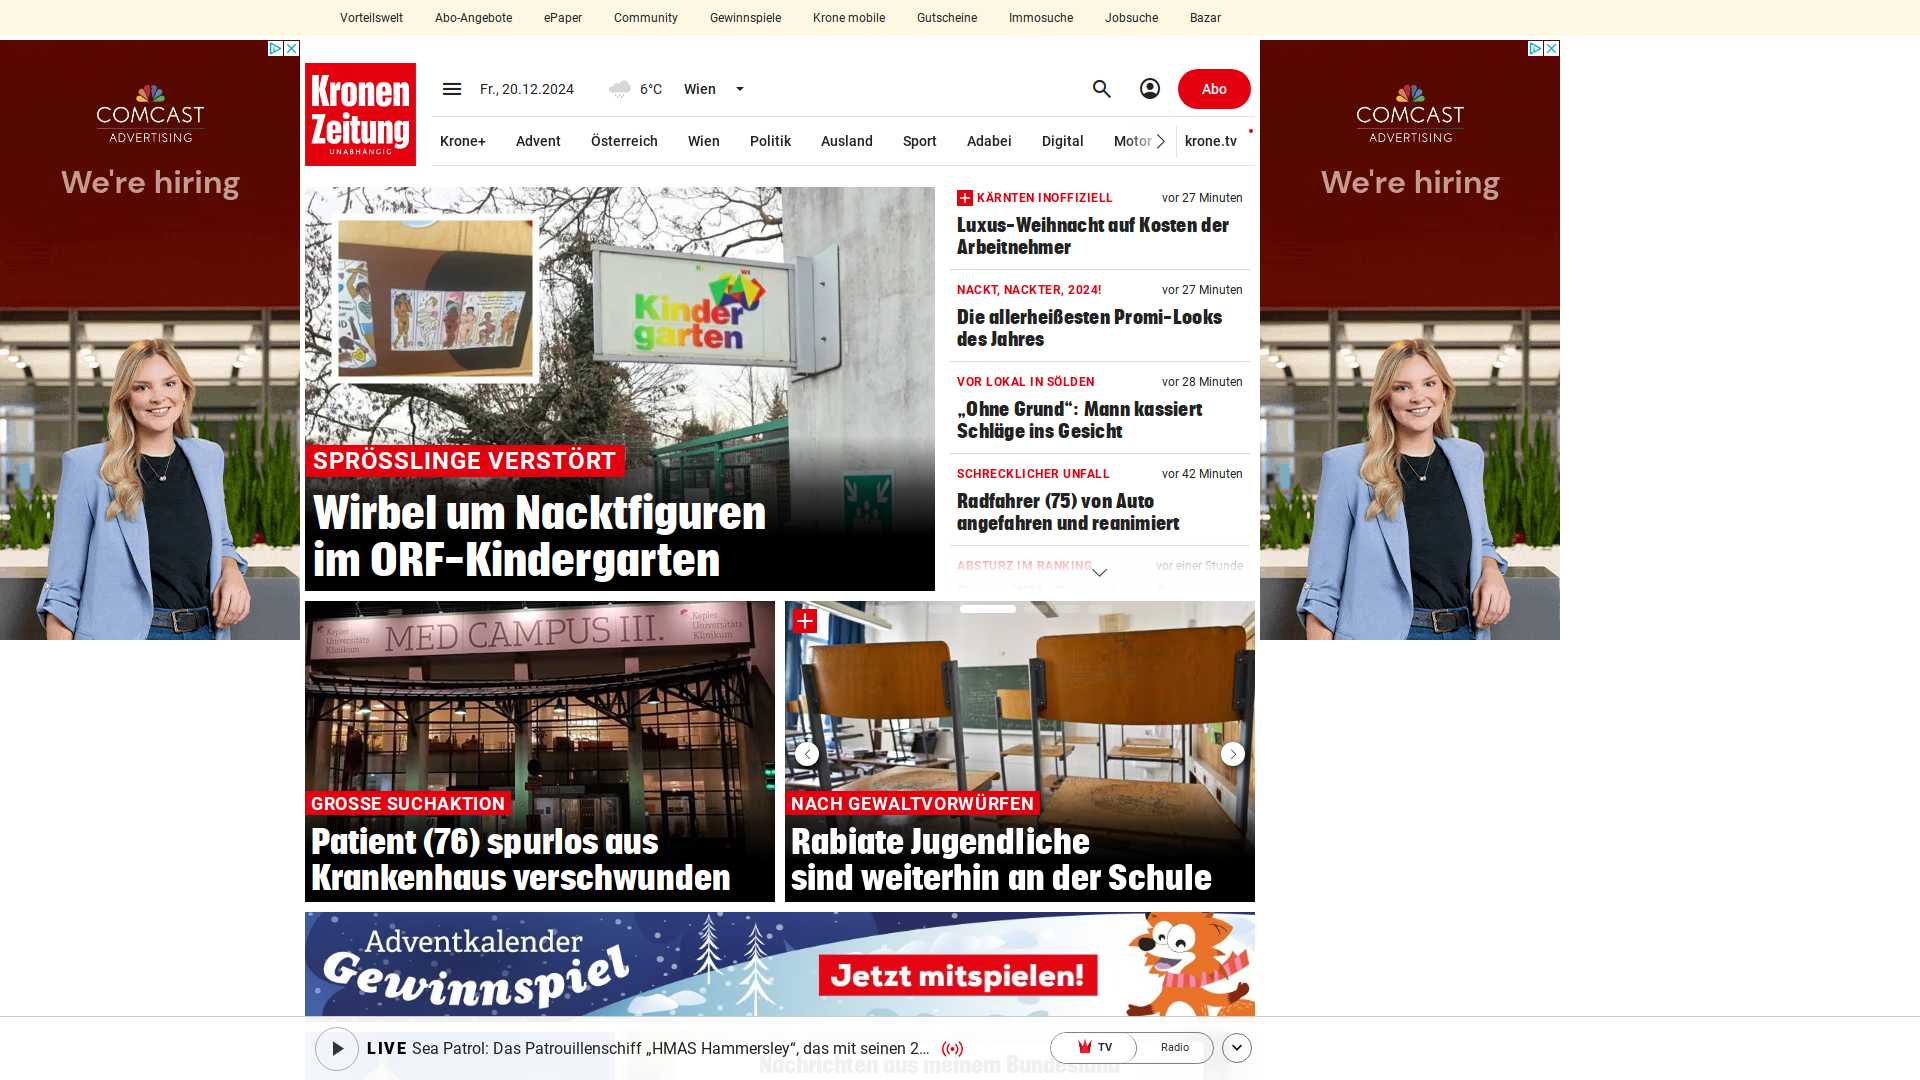 Vorteilswelt
Abo-Angebote
ePaper
Community
Gewinnspiele
Krone mobile
Gutscheine
Immosuche
Jobsuche
Bazar
COMCAST
ADVERTISING
We're hiring
Kronen
Zeitung
UNABHÄNGIG
Fr., 20.12.2024
6°C
Wien
Abo
Krone+
Advent
Österreich
Wien
Politik
Ausland
Sport
Adabei
Digital
Motor
krone.tv
COMCAST
ADVERTISING
We're hiring
Kinder
garten
SPRÖSSLINGE VERSTÖRT
Wirbel um Nacktfiguren
im ORF-Kindergarten
KÄRNTEN INOFFIZIELL
vor 27 Minuten
Luxus-Weihnacht auf Kosten der
Arbeitnehmer
NACKT, NACKTER, 2024!
vor 27 Minuten
Die allerheißesten Promi-Looks
des Jahres
VOR LOKAL IN SÖLDEN
vor 28 Minuten
„Ohne Grund“: Mann kassiert
Schläge ins Gesicht
SCHRECKLICHER UNFALL
vor 42 Minuten
Radfahrer (75) von Auto
angefahren und reanimiert
ABSTURZ IM RANKING
vor einer Stunde
Kepler
Universitäts
Klinikum
MED CAMPUS III.
Kepler
Universitäts
Klinikum
GROSSE SUCHAKTION
Patient (76) spurlos aus
Krankenhaus verschwunden
NACH GEWALTVORWÜRFEN
Rabiate Jugendliche
sind weiterhin an der Schule
Adventkalender
Gewinnspiel
Jetzt mitspielen!
LIVE Sea Patrol: Das Patrouillenschiff „HMAS Hammersley“, das mit seinen 2...
TV
Radio
Nachrichten aus meinem Bundesland